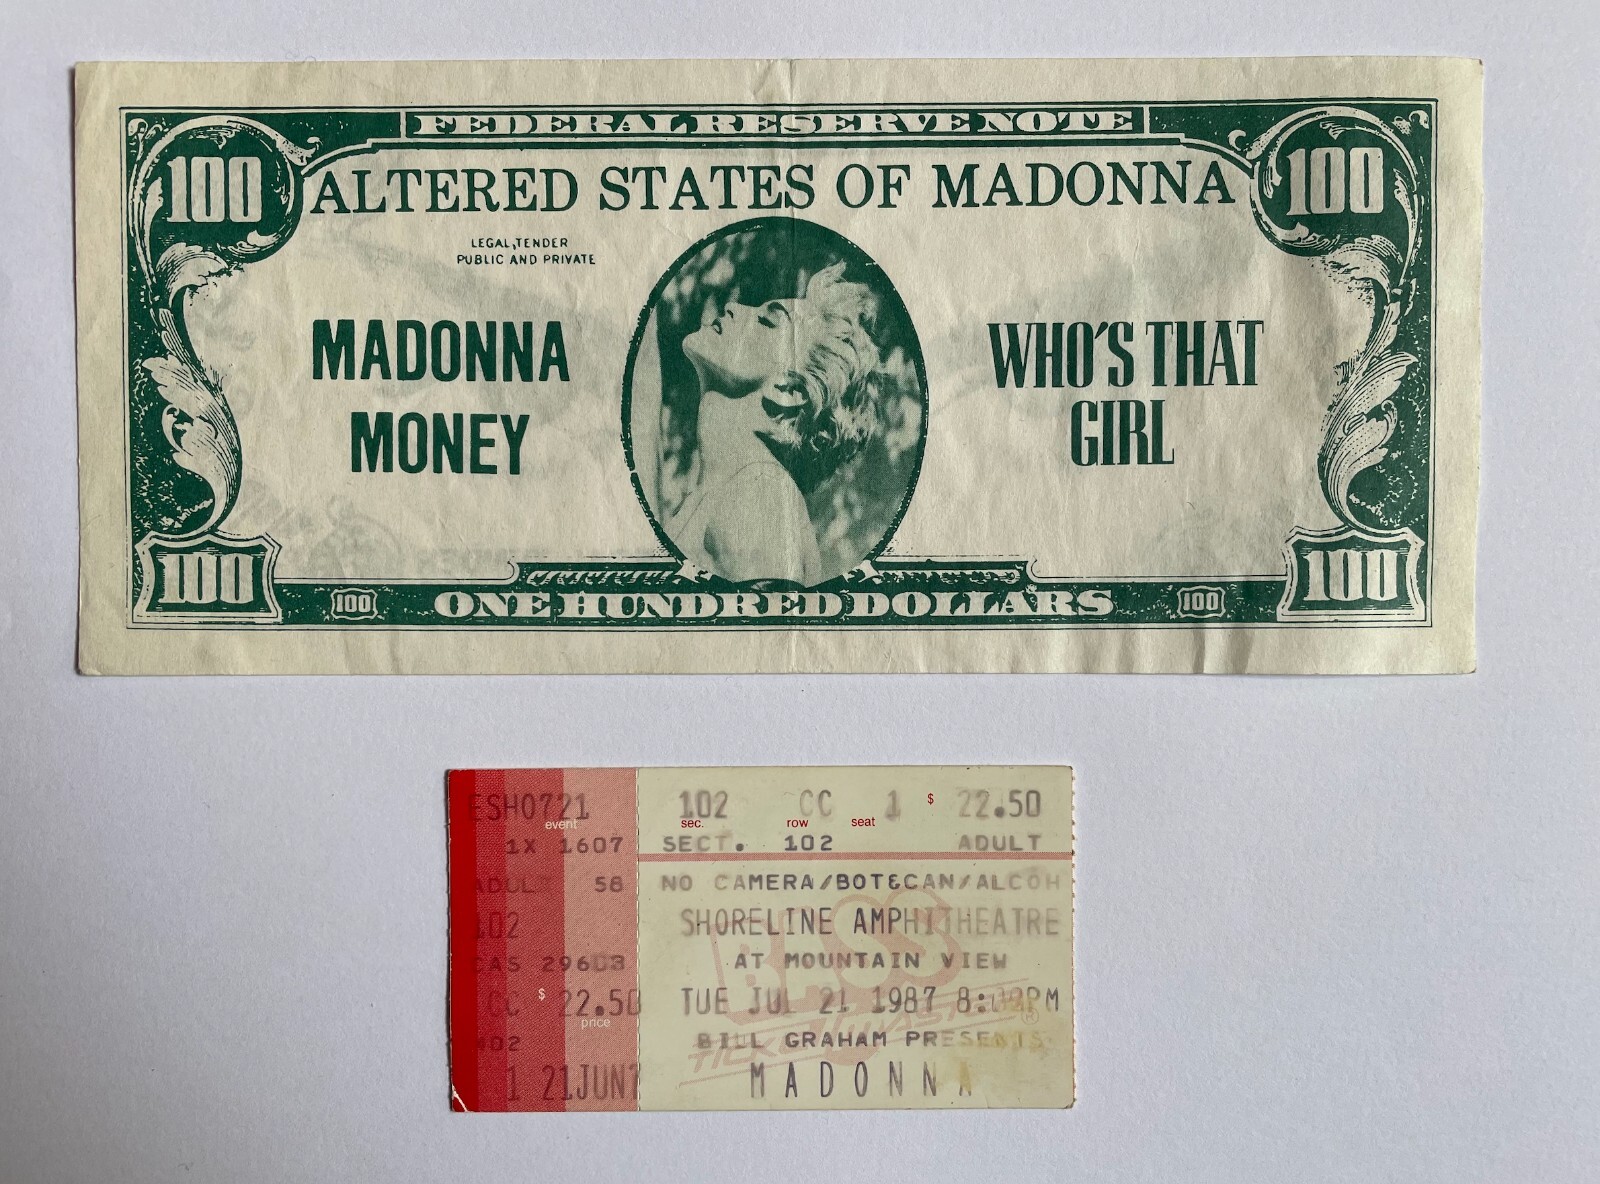 FEDERAL RESERVE NOTE
100
ALTERED STATES OF MADONNA
100
LEGAL TENDER
PUBLIC AND PRIVATE
MADONNA
MONEY
WHO'S THAT
GIRL
100
100
ONE HUNDRED DOLLARS
100
100
ESH0721
event
1X 1607
ADULT 58
102
CAS 296D3
CC $ 22.50
price
402
1 21JUN7
102 CC 1 $ 22.50
sec. row seat
SECT. 102 ADULT
NO CAMERA/BOT&CAN/ALCOH
SHORELINE AMPHITHEATRE
AT MOUNTAIN VIEW
TUE JUL 21 1987 8:00PM
BILL GRAHAM PRESENTS
MADONNA
BASS
TICKETMASTER®